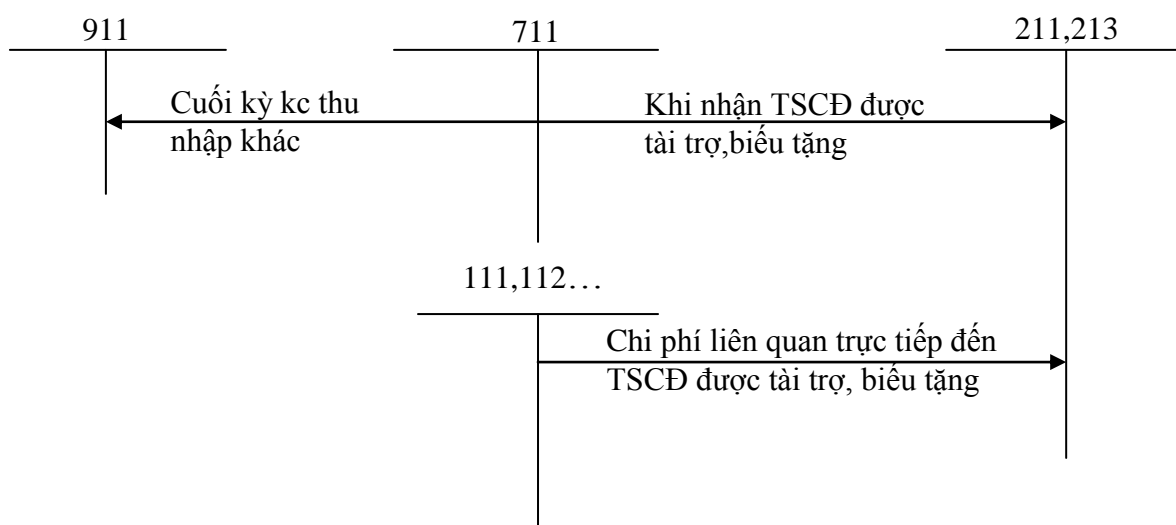 911
711
211,213
Cuối kỳ kc thu
nhập khác
Khi nhận TSCĐ được
tài trợ,biếu tặng
111,112…
Chi phí liên quan trực tiếp đến
TSCĐ được tài trợ, biếu tặng